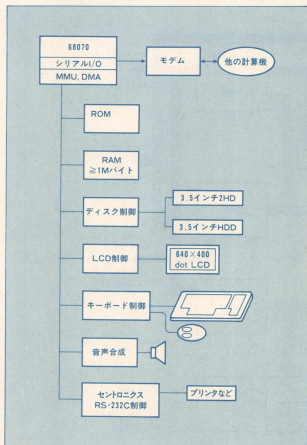 68070
シリアルI/O
MMU, DMA
モデム
他の計算機
ROM
RAM
≧1Mバイト
ディスク制御
3.5インチ2HD
3.5インチHDD
LCD制御
640×400
dot LCD
キーボード制御
音声合成
セントロニクス
RS-232C制御
プリンタなど